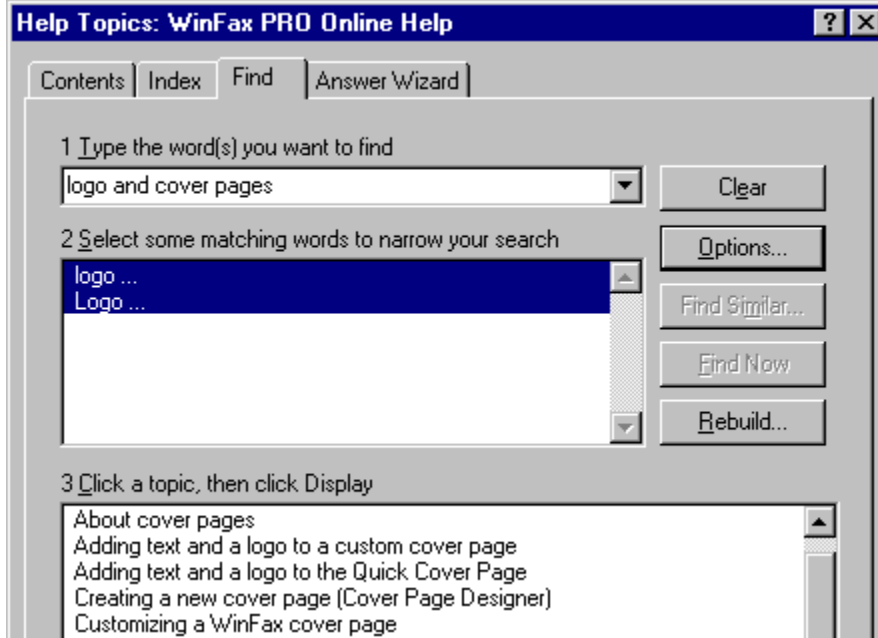 Help Topics: WinFax PRO Online Help
Contents Index Find Answer Wizard
1 Type the word(s) you want to find
logo and cover pages
Clear
2 Select some matching words to narrow your search
Options...
logo ...
Logo ...
Find Similar...
Find Now
Rebuild...
3 Click a topic, then click Display
About cover pages
Adding text and a logo to a custom cover page
Adding text and a logo to the Quick Cover Page
Creating a new cover page (Cover Page Designer)
Customizing a WinFax cover page